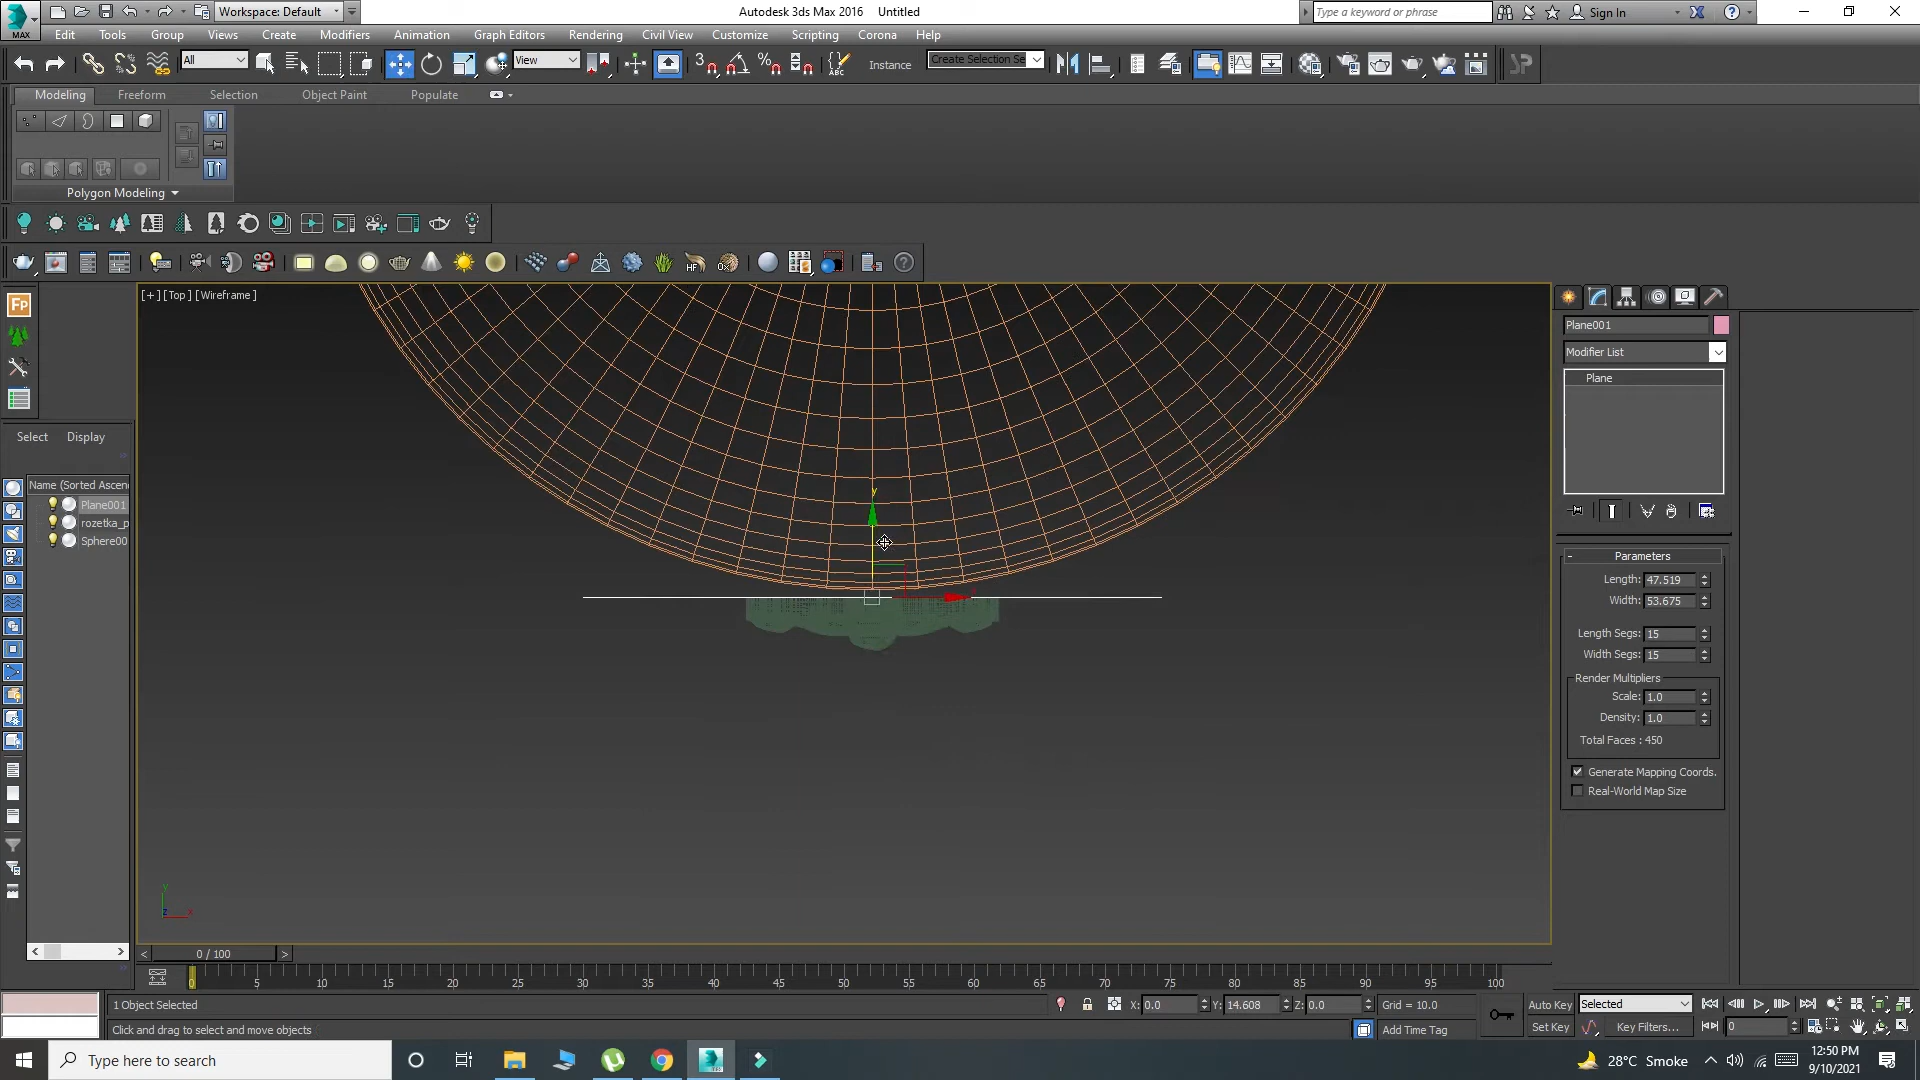 MAX
Workspace: Default
Autodesk 3ds Max 2016 Untitled
Type a keyword or phrase
Sign In
Edit Tools Group Views Create Modifiers Animation Graph Editors Rendering Civil View Customize Scripting Corona Help
All
View
3
%
ABC
Instance
Create Selection Se
SP
Modeling Freeform Selection Object Paint Populate
Polygon Modeling
HF
Fp
[+] [Top] [Wireframe]
Plane001
Modifier List
Plane
Select Display
Name (Sorted Ascen
Plane001
rozetka_p
Sphere00
y
Parameters
Length: 47.519
Width: 53.675
Length Segs: 15
Width Segs: 15
Render Multipliers
Scale: 1.0
Density: 1.0
Total Faces : 450
Generate Mapping Coords.
Real-World Map Size
y
z
x
< 0 / 100 >
0 5 10 15 20 25 30 35 40 45 50 55 60 65 70 75 80 85 90 95 100
1 Object Selected
X: 0.0 Y: 14.608 Z: 0.0 Grid = 10.0
Auto Key Selected
Click and drag to select and move objects
Add Time Tag
Set Key Key Filters... 0
Type here to search
28°C Smoke
12:50 PM
9/10/2021